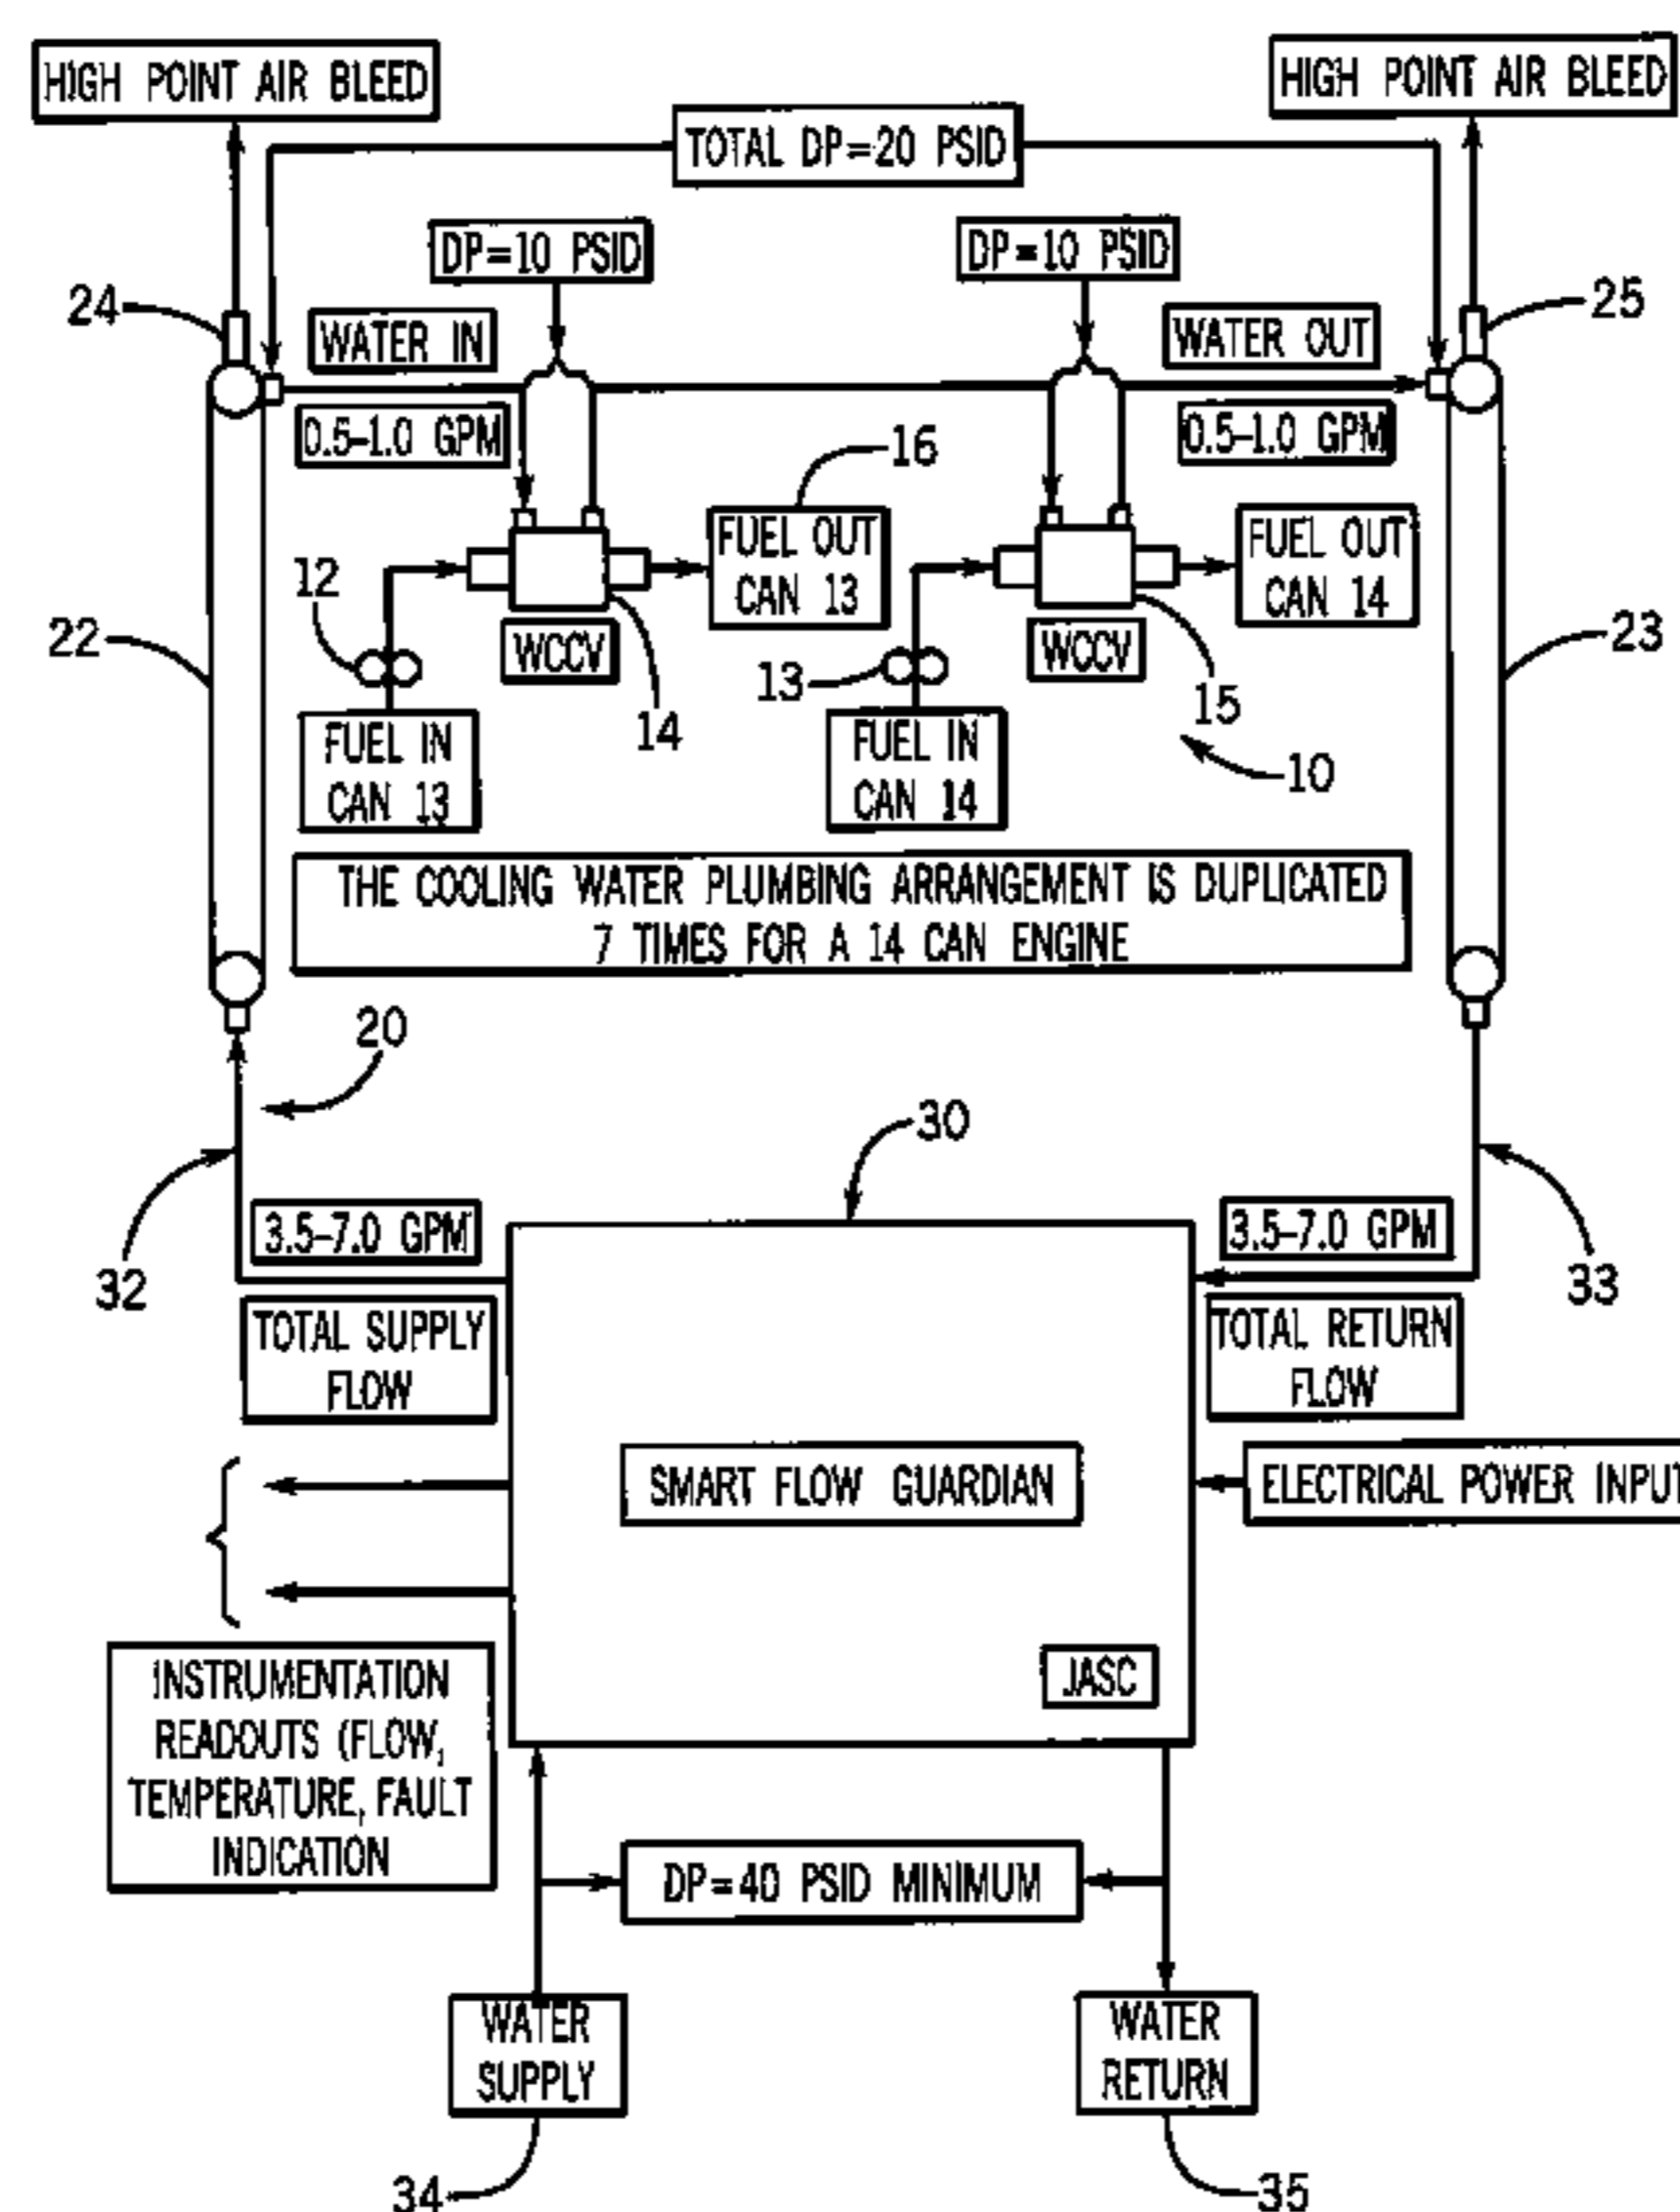 HIGH POINT AIR BLEED
HIGH POINT AIR BLEED
TOTAL DP=20 PSID
DP=10 PSID
DP=10 PSID
24
WATER IN
WATER OUT
25
0.5–1.0 GPM
0.5–1.0 GPM
16
FUEL OUT
CAN 13
FUEL OUT
CAN 14
12
22
WCCV
13
WCCV
23
14
15
FUEL IN
CAN 13
FUEL IN
CAN 14
10
THE COOLING WATER PLUMBING ARRANGEMENT IS DUPLICATED
7 TIMES FOR A 14 CAN ENGINE
20
30
3.5–7.0 GPM
3.5–7.0 GPM
32
33
TOTAL SUPPLY
FLOW
TOTAL RETURN
FLOW
SMART FLOW GUARDIAN
ELECTRICAL POWER INPUT
JASC
INSTRUMENTATION
READOUTS (FLOW,
TEMPERATURE, FAULT
INDICATION
DP=40 PSID MINIMUM
WATER
SUPPLY
WATER
RETURN
34
35